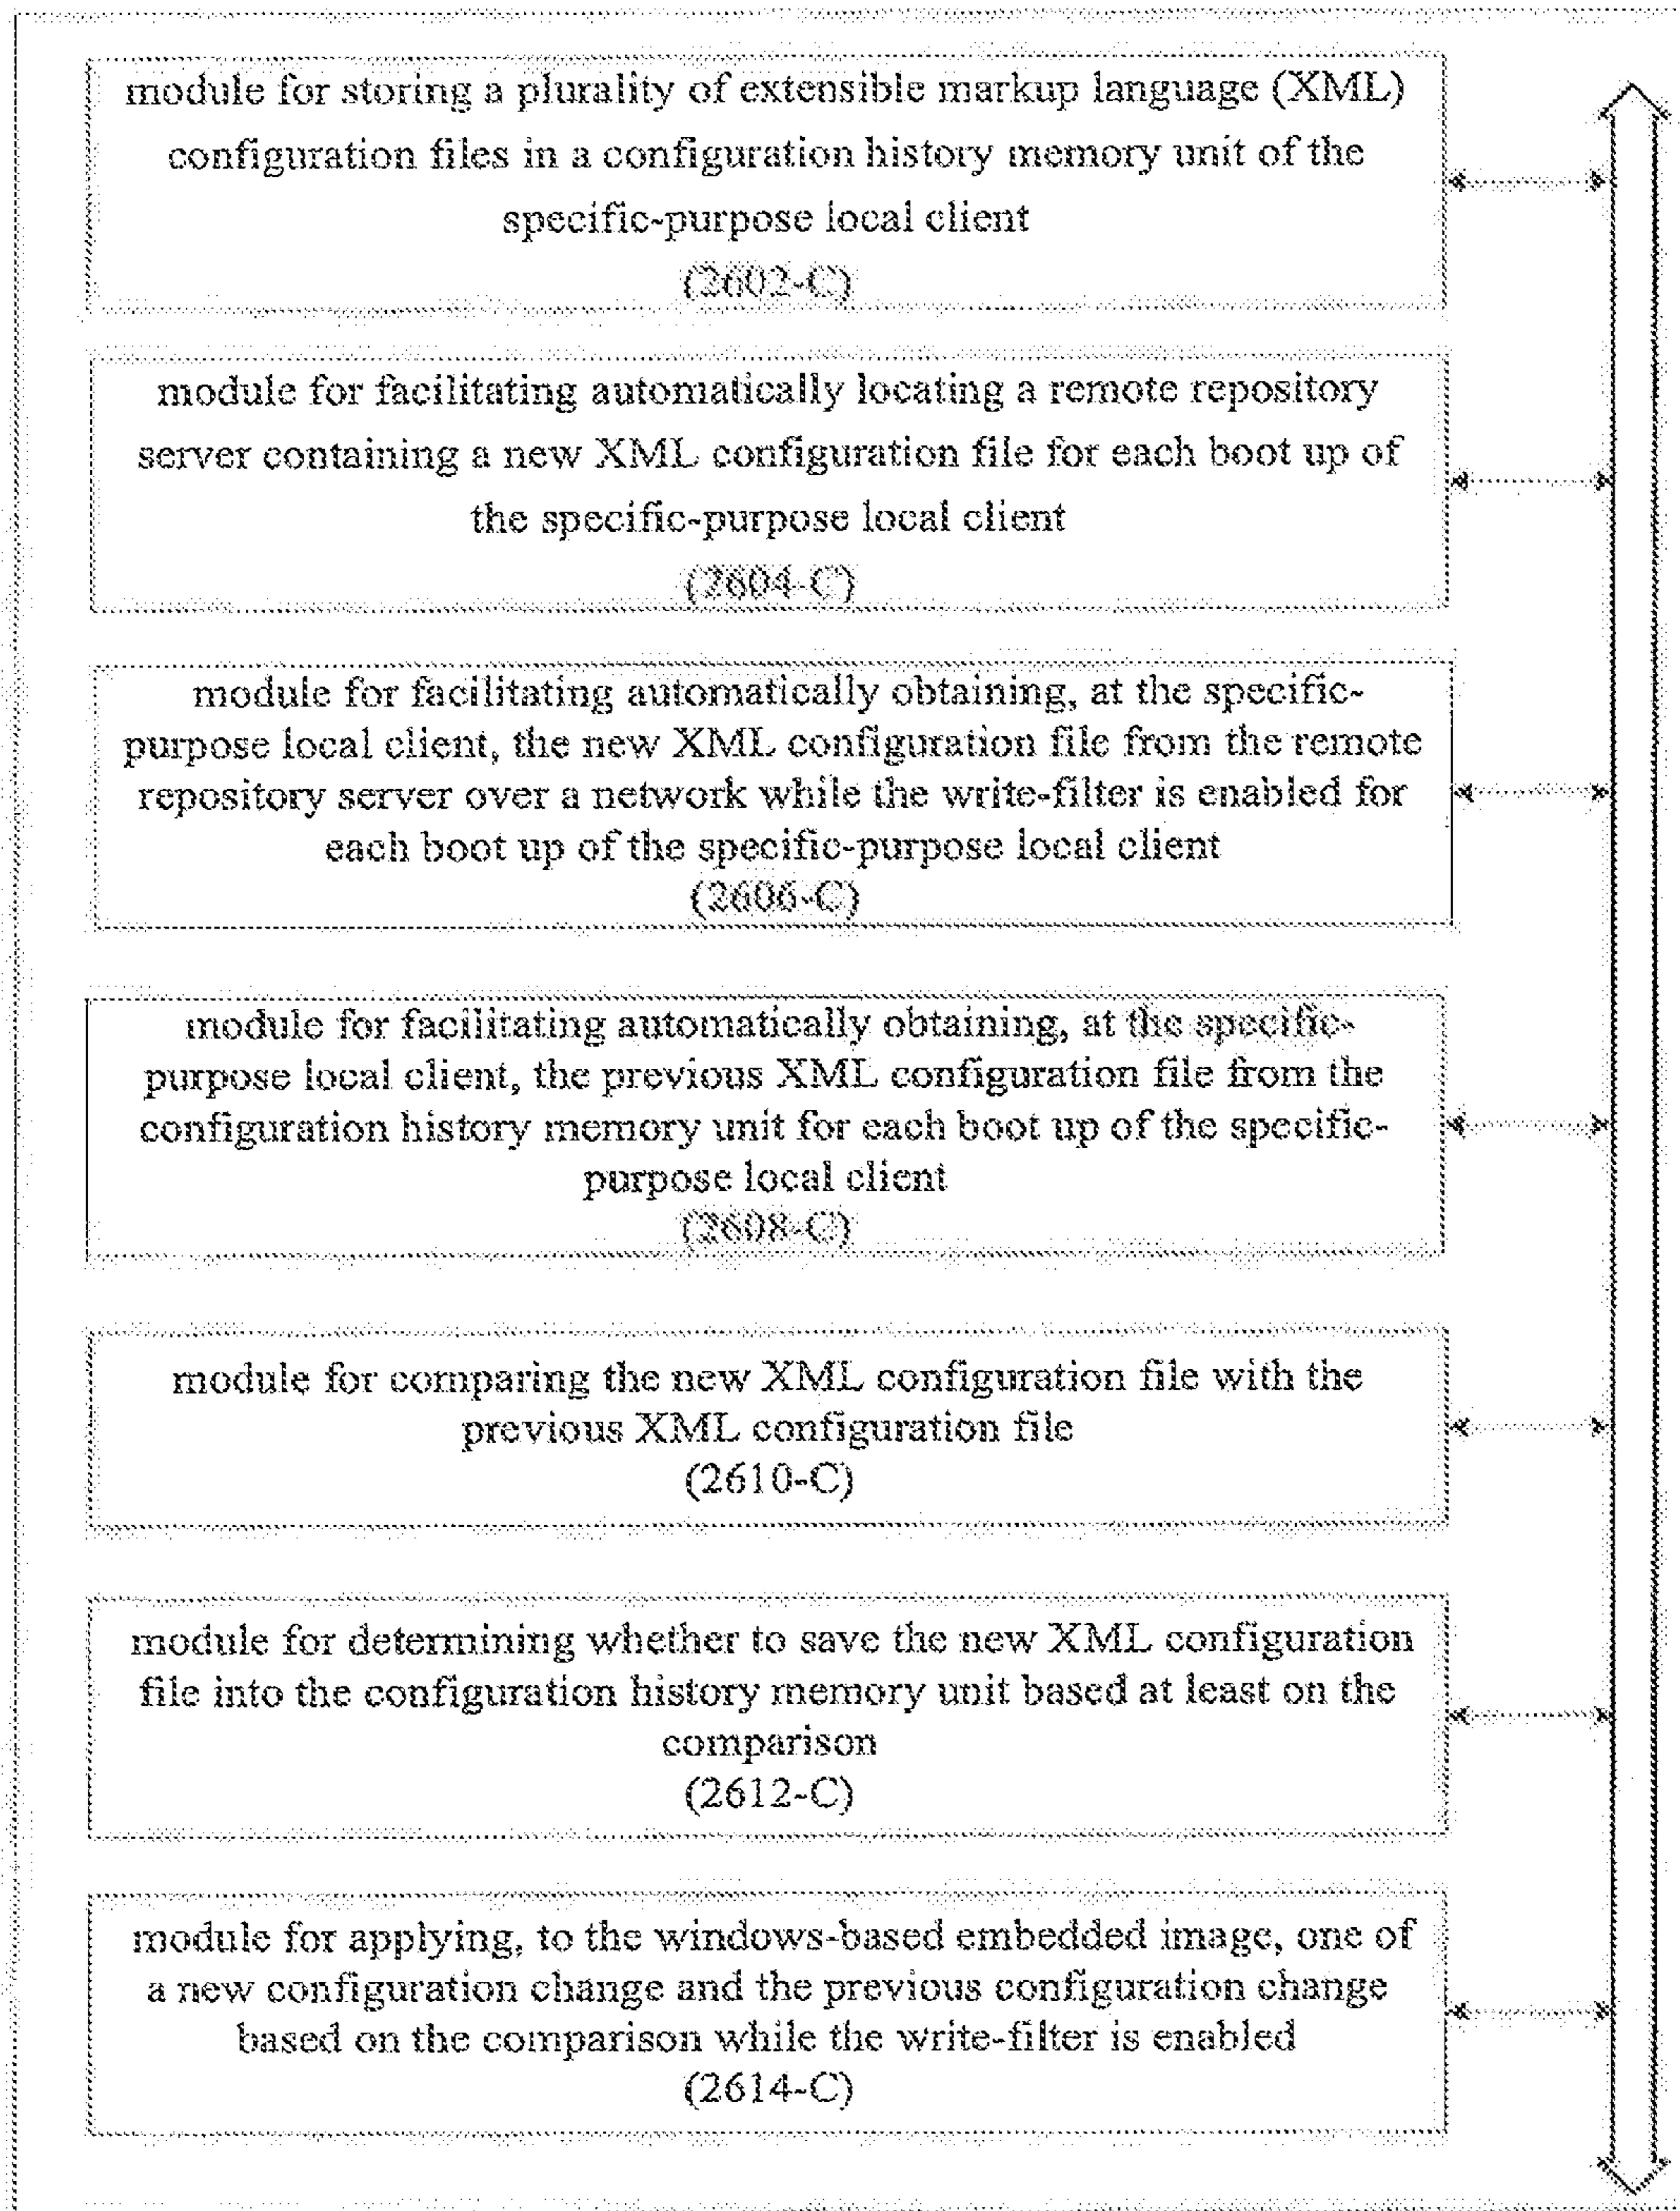 module for storing a plurality of extensible markup language (XML)
configuration files in a configuration history memory unit of the
specific-purpose local client
(2602-C)
module for facilitating automatically locating a remote repository
server containing a new XML configuration file for each boot up of
the specific-purpose local client
(2604-C)
module for facilitating automatically obtaining, at the specific-
purpose local client, the new XML configuration file from the remote
repository server over a network while the write-filter is enabled for
each boot up of the specific-purpose local client
(2606-C)
module for facilitating automatically obtaining, at the specific-
purpose local client, the previous XML configuration file from the
configuration history memory unit for each boot up of the specific-
purpose local client
(2608-C)
module for comparing the new XML configuration file with the
previous XML configuration file
(2610-C)
module for determining whether to save the new XML configuration
file into the configuration history memory unit based at least on the
comparison
(2612-C)
module for applying, to the windows-based embedded image, one of
a new configuration change and the previous configuration change
based on the comparison while the write-filter is enabled
(2614-C)